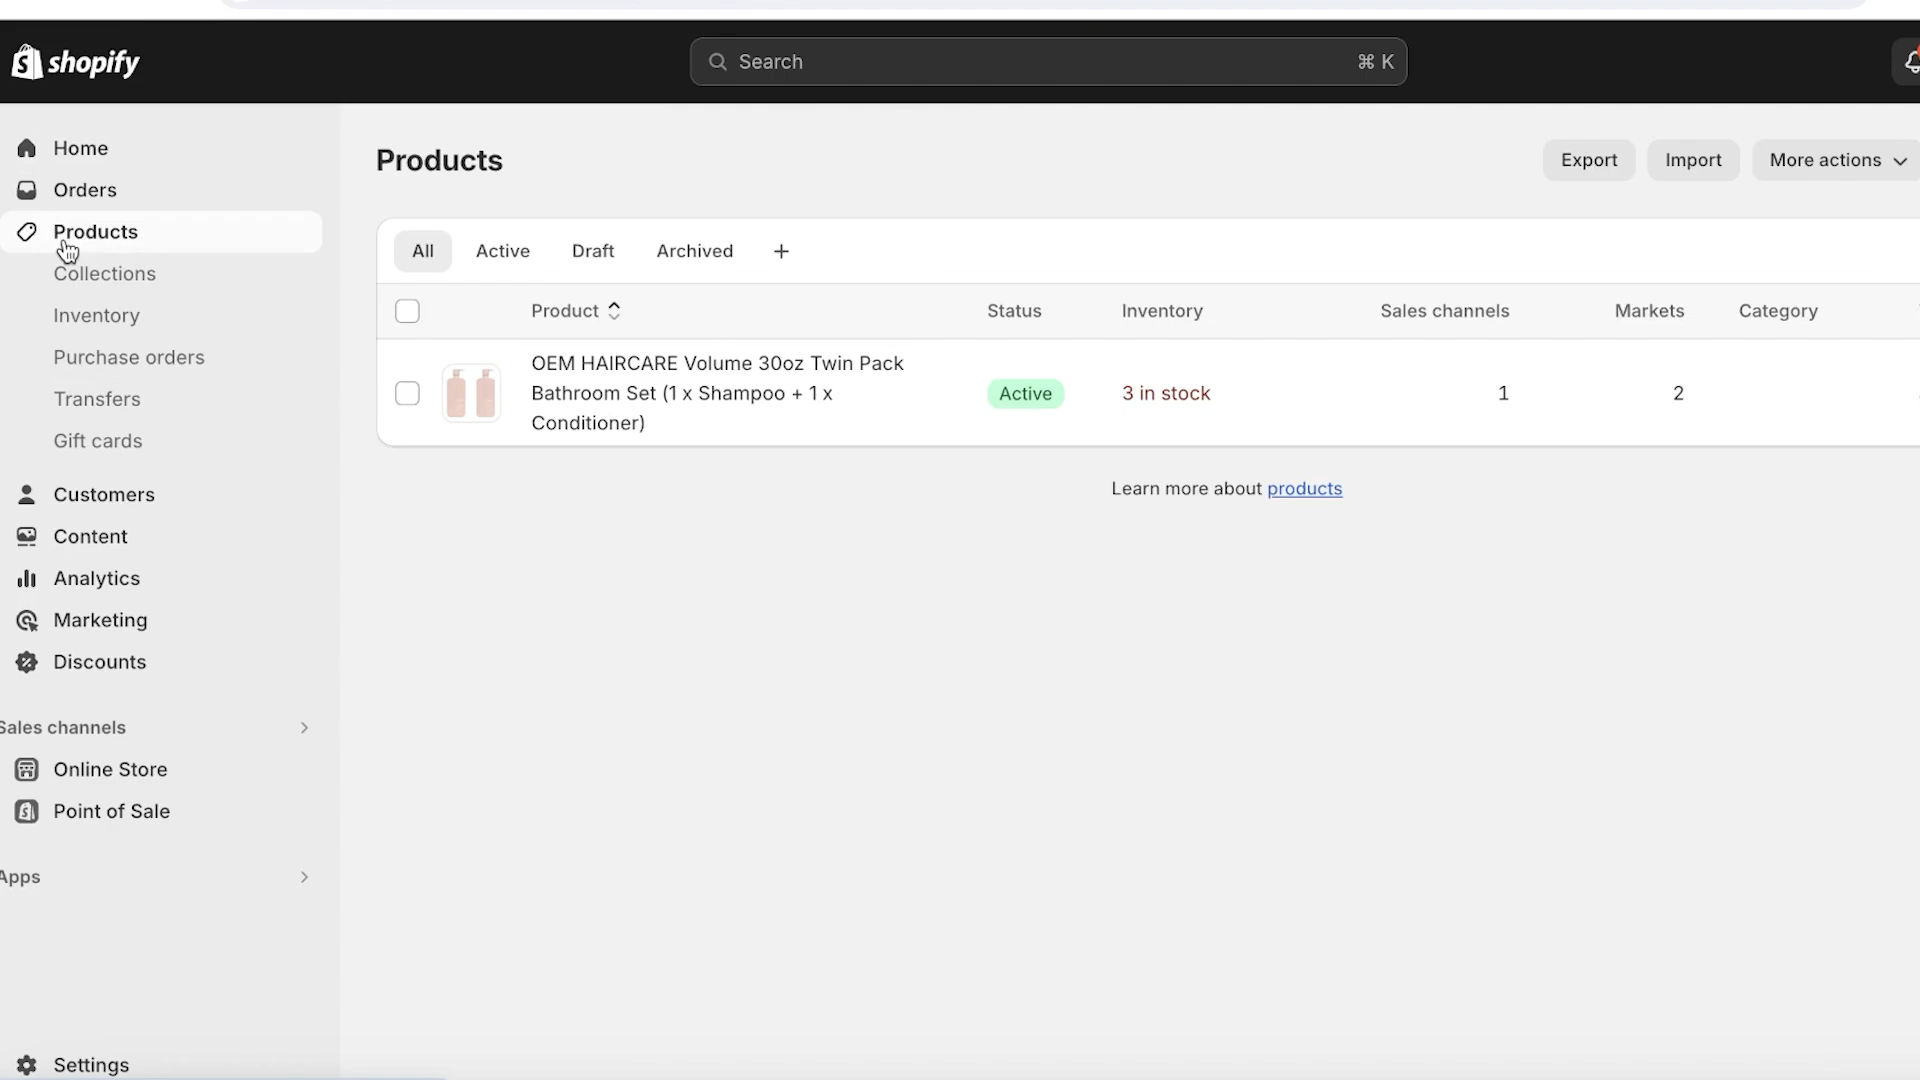 shopify
Search
⌘ K
Home
Orders
Products
Collections
Inventory
Purchase orders
Transfers
Gift cards
Customers
Content
Analytics
Marketing
Discounts
Sales channels
Online Store
Point of Sale
Apps
Settings
Products
Export
Import
More actions
All
Active
Draft
Archived
+
Product
Status
Inventory
Sales channels
Markets
Category
OEM HAIRCARE Volume 30oz Twin Pack
Bathroom Set (1 x Shampoo + 1 x
Conditioner)
Active
3 in stock
1
2
Learn more about products